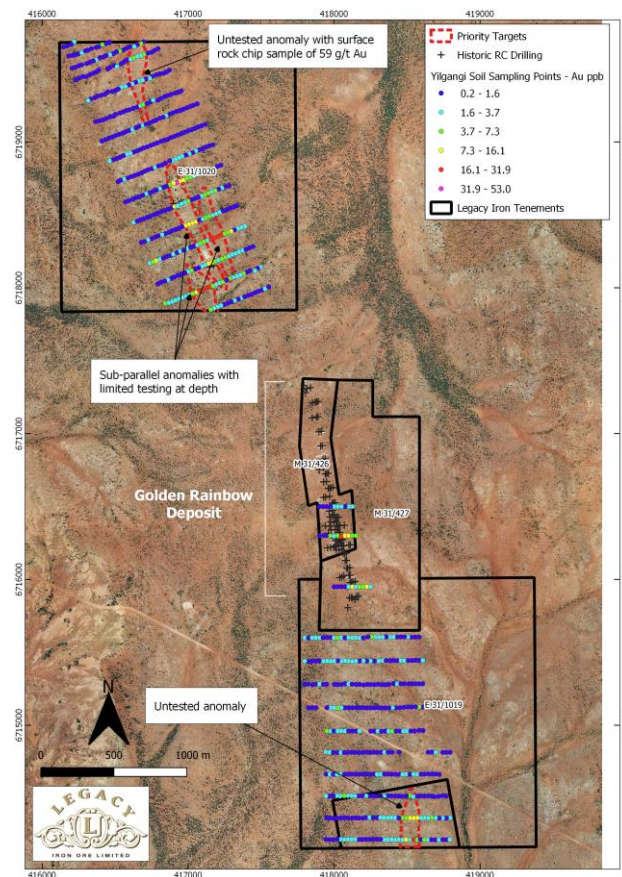 416000
417000
418000
419000
Untested anomaly with surface
rock chip sample of 59 g/t Au
Priority Targets
Historic RC Drilling
Yilgangi Soil Sampling Points - Au ppb
0.2 - 1.6
1.6 - 3.7
3.7 - 7.3
7.3 - 16.1
16.1 - 31.9
31.9 - 53.0
Legacy Iron Tenements
6719000
E 31/1020
6718000
Sub-parallel anomalies with
limited testing at depth
6717000
M 31/426
Golden Rainbow
Deposit
M 31/427
6716000
E 31/1019
Untested anomaly
6715000
N
0 500 1000 m
LEGACY
LI
IRON ORE LIMITED
416000
417000
418000
419000